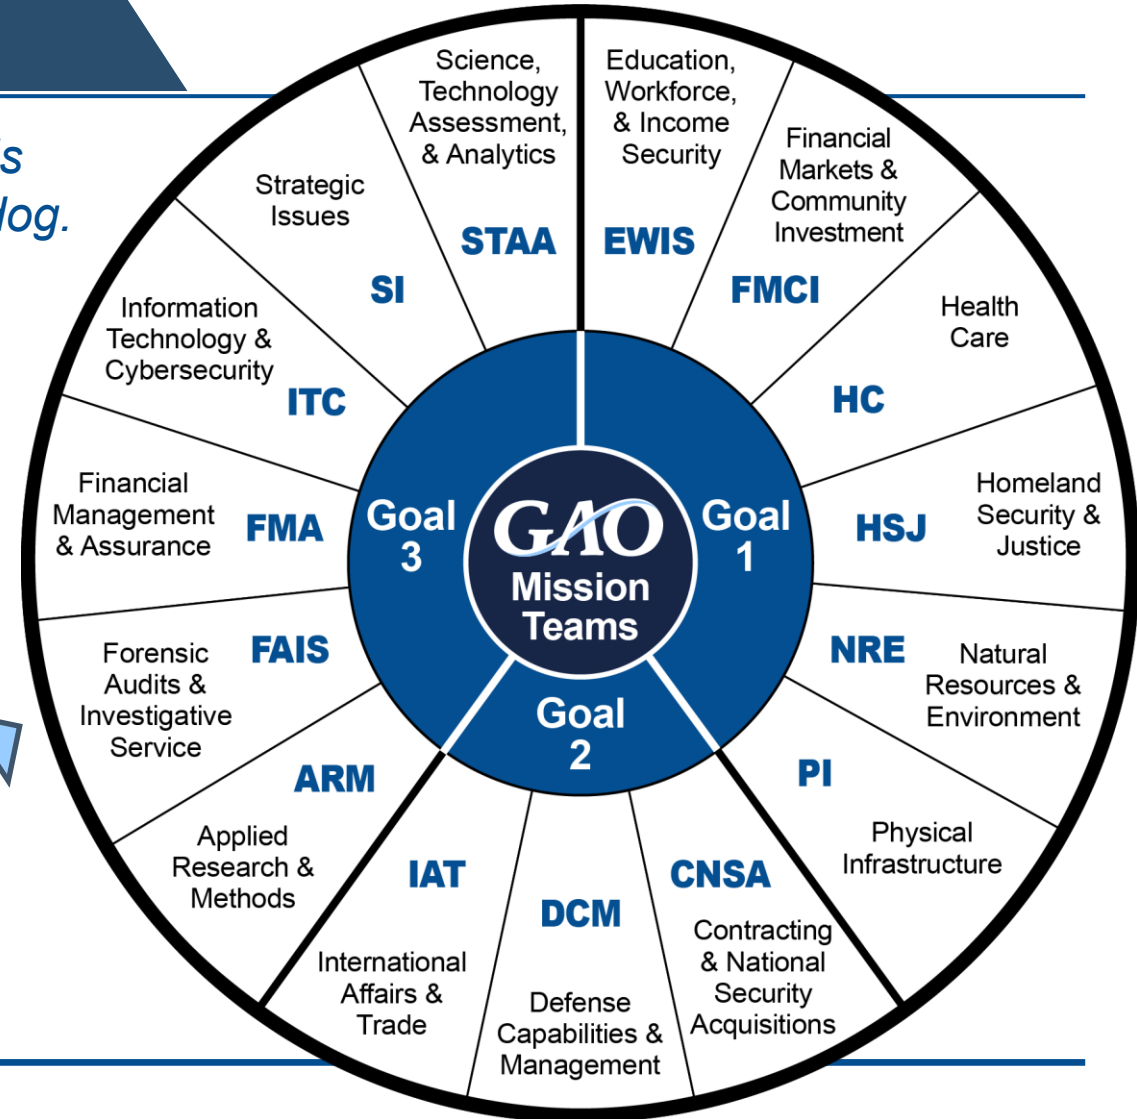 is
Science,
Technology
Assessment,
& Analytics
STAA
Education,
Workforce,
& Income
Security
EWIS
Financial
Markets &
Community
Investment
FMCI
Health
Care
HC
Homeland
Security &
Justice
HSJ
NRE
Natural
Resources &
Environment
PI
Physical
Infrastructure
CNSA
Contracting
& National
Security
Acquisitions
DCM
Defense
Capabilities &
Management
IAT
International
Affairs &
Trade
ARM
Applied
Research &
Methods
FAIS
Forensic
Audits &
Investigative
Service
Financial
Management
& Assurance
FMA
Information
Technology &
Cybersecurity
ITC
Strategic
Issues
SI
Goal
3
GAO
Mission
Teams
Goal
1
Goal
2